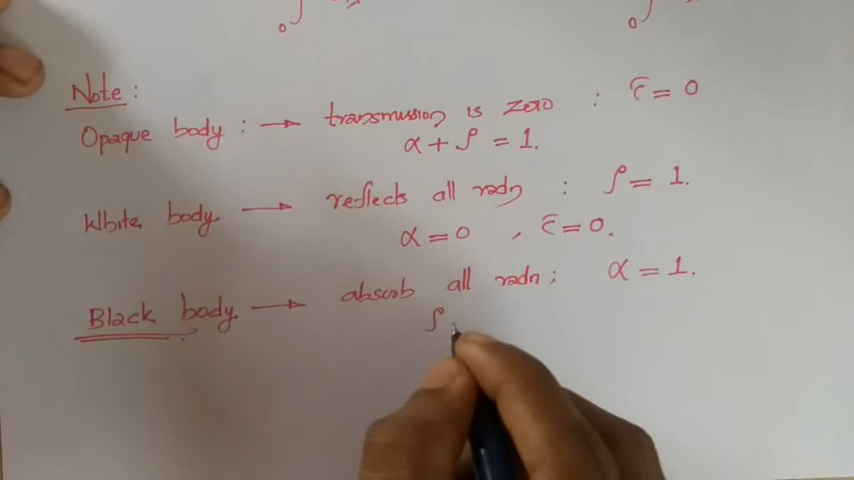 Note:
Opaque body: → transmission is zero : τ = 0
α + ρ = 1.
White body → reflects all radn : ρ = 1.
α = 0 , τ = 0.
Black body → absorb all radn; α = 1.
ρ